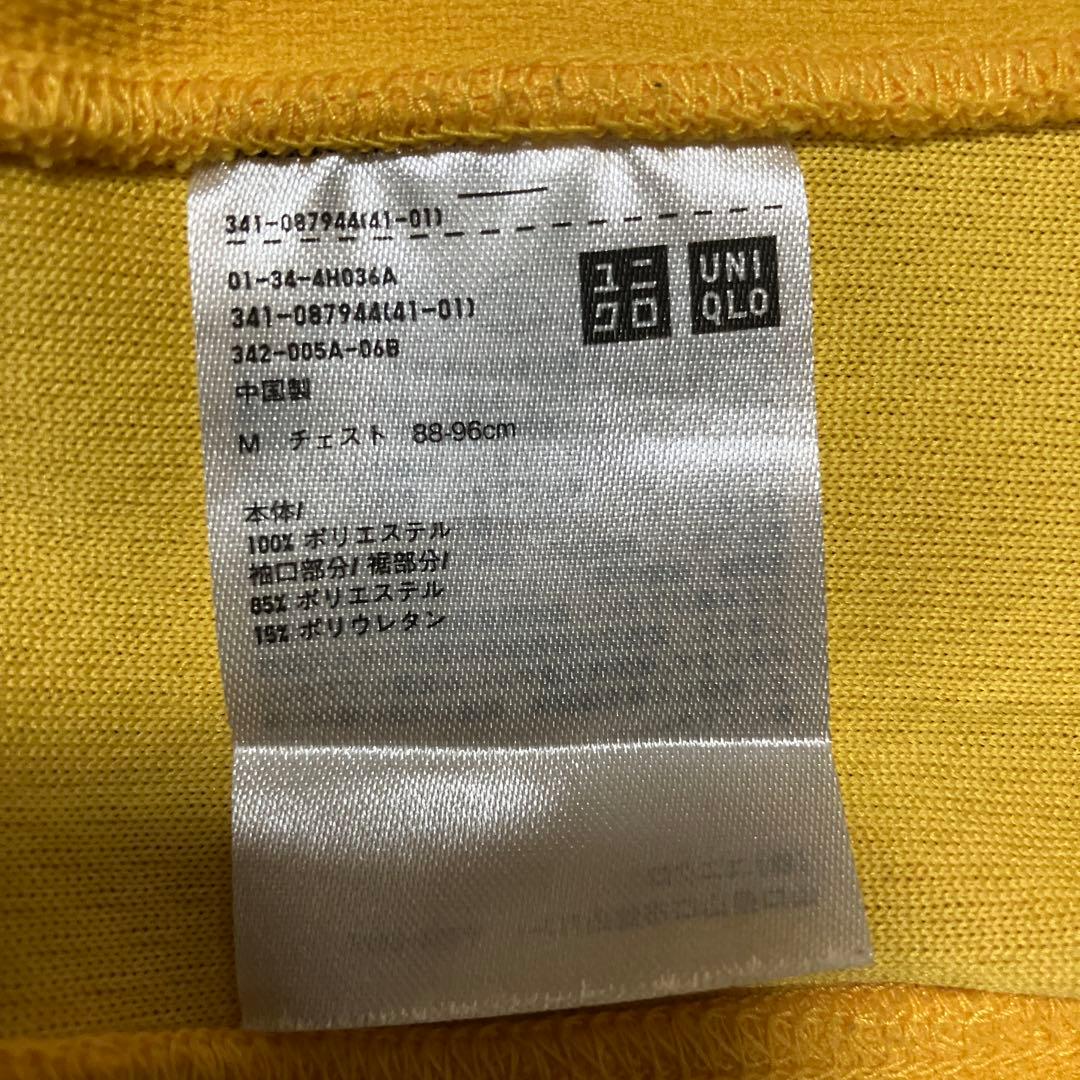 341-087944(41-01)
01-34-4H036A
341-087944(41-01)
342-005A-06B
中国製
M チェスト 88-96cm
ユニ
クロ
UNI
QLO
本体/
100% ポリエステル
袖口部分/ 裾部分/
85% ポリエステル
15% ポリウレタン